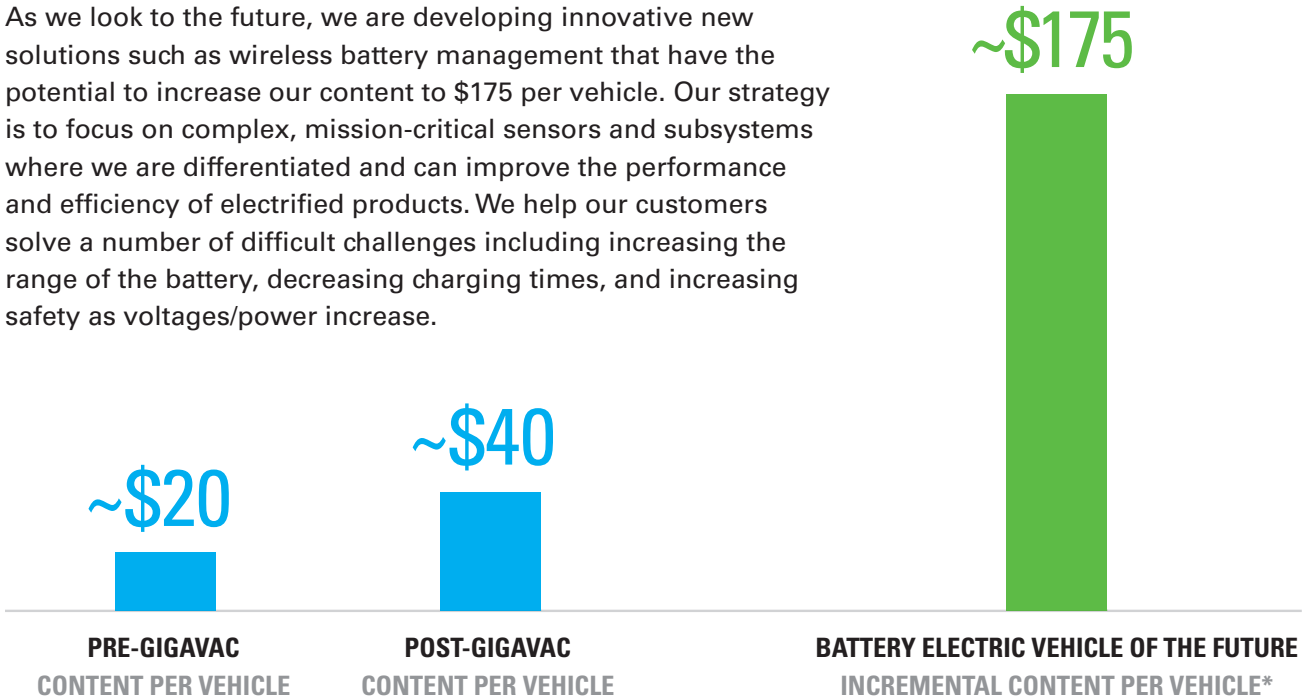 As we look to the future, we are developing innovative new
solutions such as wireless battery management that have the
potential to increase our content to $175 per vehicle. Our strategy
is to focus on complex, mission-critical sensors and subsystems
where we are differentiated and can improve the performance
and efficiency of electrified products. We help our customers
solve a number of difficult challenges including increasing the
range of the battery, decreasing charging times, and increasing
safety as voltages/power increase.
~$175
~$40
~$20
PRE-GIGAVAC
CONTENT PER VEHICLE
POST-GIGAVAC
CONTENT PER VEHICLE
BATTERY ELECTRIC VEHICLE OF THE FUTURE
INCREMENTAL CONTENT PER VEHICLE*